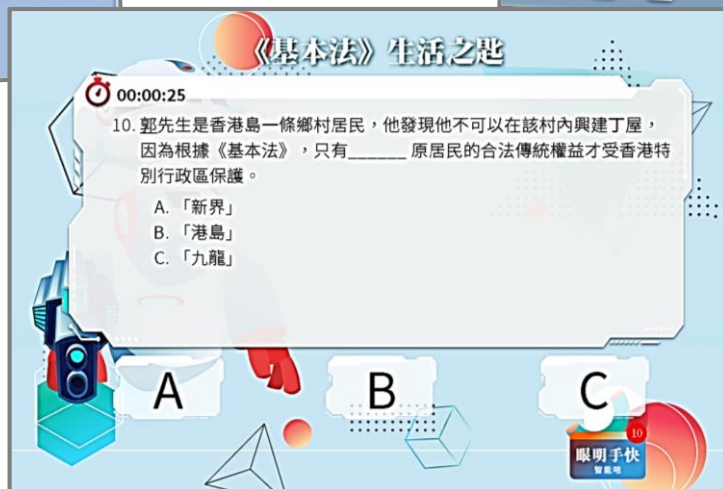 《基本法》生活之匙
00:00:25
10. 郭先生是香港島一條鄉村居民，他發現他不可以在該村內興建丁屋，
因為根據《基本法》，只有______ 原居民的合法傳統權益才受香港特
別行政區保護。
A. 「新界」
B. 「港島」
C. 「九龍」
A
B
C
10
眼明手快
智能咭